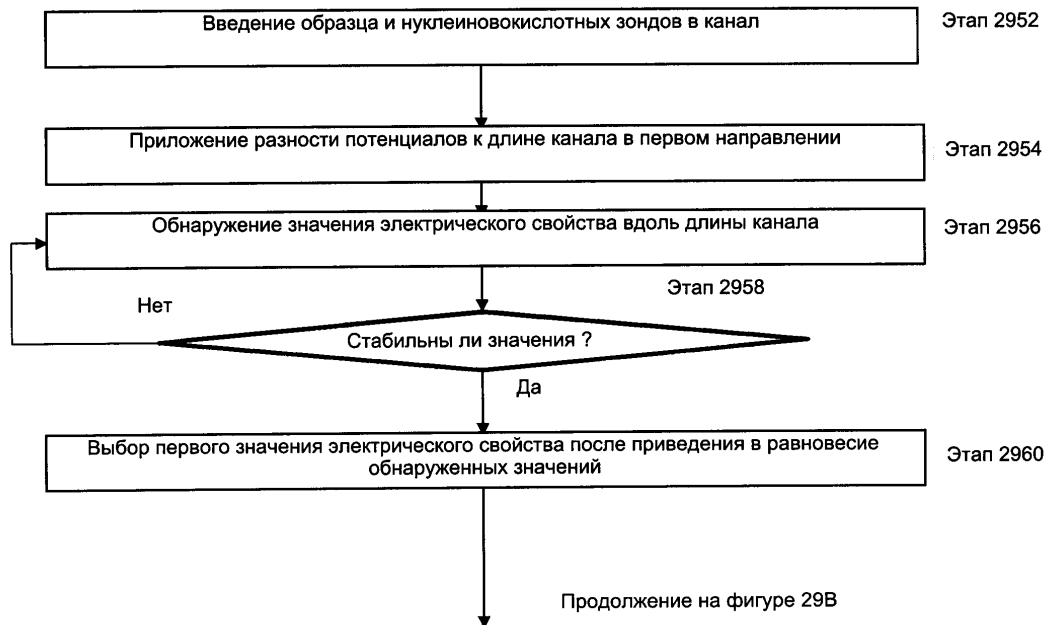 Введение образца и нуклеиновокислотных зондов в канал
Этап 2952
Приложение разности потенциалов к длине канала в первом направлении
Этап 2954
Обнаружение значения электрического свойства вдоль длины канала
Этап 2956
Этап 2958
Нет
Стабильны ли значения ?
Да
Выбор первого значения электрического свойства после приведения в равновесие
обнаруженных значений
Этап 2960
Продолжение на фигуре 29В